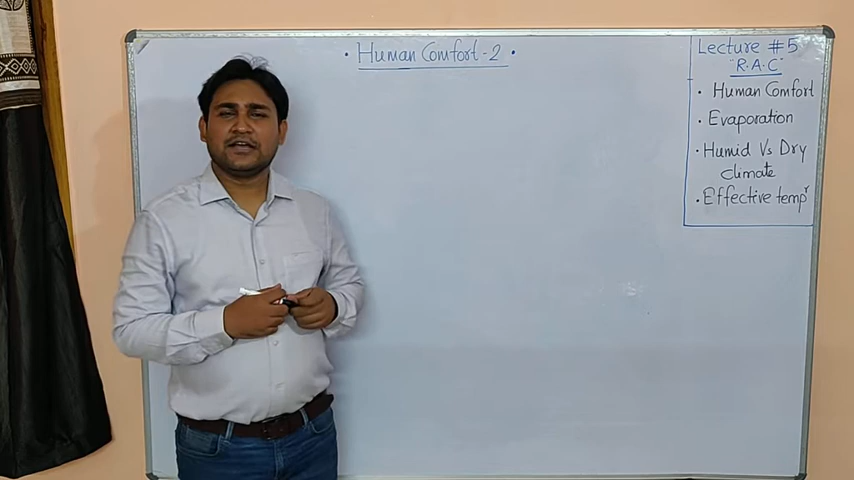 • Human Comfort - 2 •
Lecture #5
"R.A.C"
• Human Comfort
• Evaporation
• Humid Vs Dry
climate
• Effective tempr